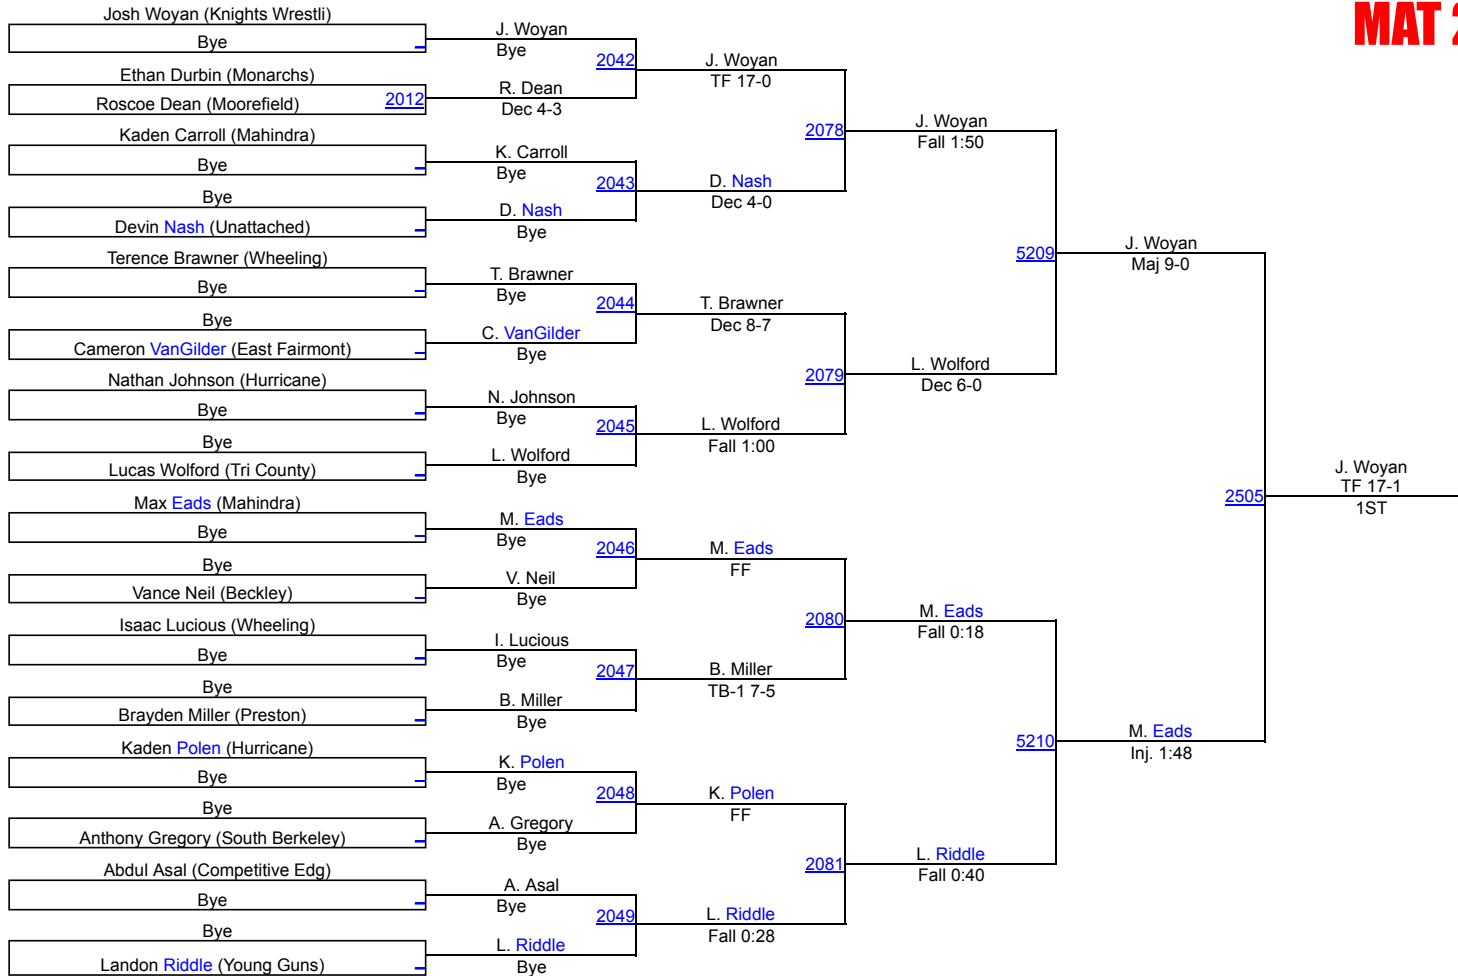 MAT 2
Josh Woyan (Knights Wrestli)
Bye
Ethan Durbin (Monarchs)
Roscoe Dean (Moorefield) 2012
Kaden Carroll (Mahindra)
Bye
Bye
Devin Nash (Unattached)
Terence Brawner (Wheeling)
Bye
Bye
Cameron VanGilder (East Fairmont)
Nathan Johnson (Hurricane)
Bye
Bye
Lucas Wolford (Tri County)
Max Eads (Mahindra)
Bye
Bye
Vance Neil (Beckley)
Isaac Lucious (Wheeling)
Bye
Bye
Brayden Miller (Preston)
Kaden Polen (Hurricane)
Bye
Bye
Anthony Gregory (South Berkeley)
Abdul Asal (Competitive Edg)
Bye
Bye
Landon Riddle (Young Guns)
J. Woyan
Bye
2042
R. Dean
Dec 4-3
K. Carroll
Bye
2043
D. Nash
Bye
T. Brawner
Bye
2044
C. VanGilder
Bye
N. Johnson
Bye
2045
L. Wolford
Bye
M. Eads
Bye
2046
V. Neil
Bye
I. Lucious
Bye
2047
B. Miller
Bye
K. Polen
Bye
2048
A. Gregory
Bye
A. Asal
Bye
2049
L. Riddle
Bye
J. Woyan
TF 17-0
2078
D. Nash
Dec 4-0
T. Brawner
Dec 8-7
2079
L. Wolford
Fall 1:00
M. Eads
FF
2080
B. Miller
TB-1 7-5
K. Polen
FF
2081
L. Riddle
Fall 0:28
J. Woyan
Fall 1:50
5209
L. Wolford
Dec 6-0
M. Eads
Fall 0:18
5210
L. Riddle
Fall 0:40
J. Woyan
Maj 9-0
2505
M. Eads
Inj. 1:48
J. Woyan
TF 17-1
1ST